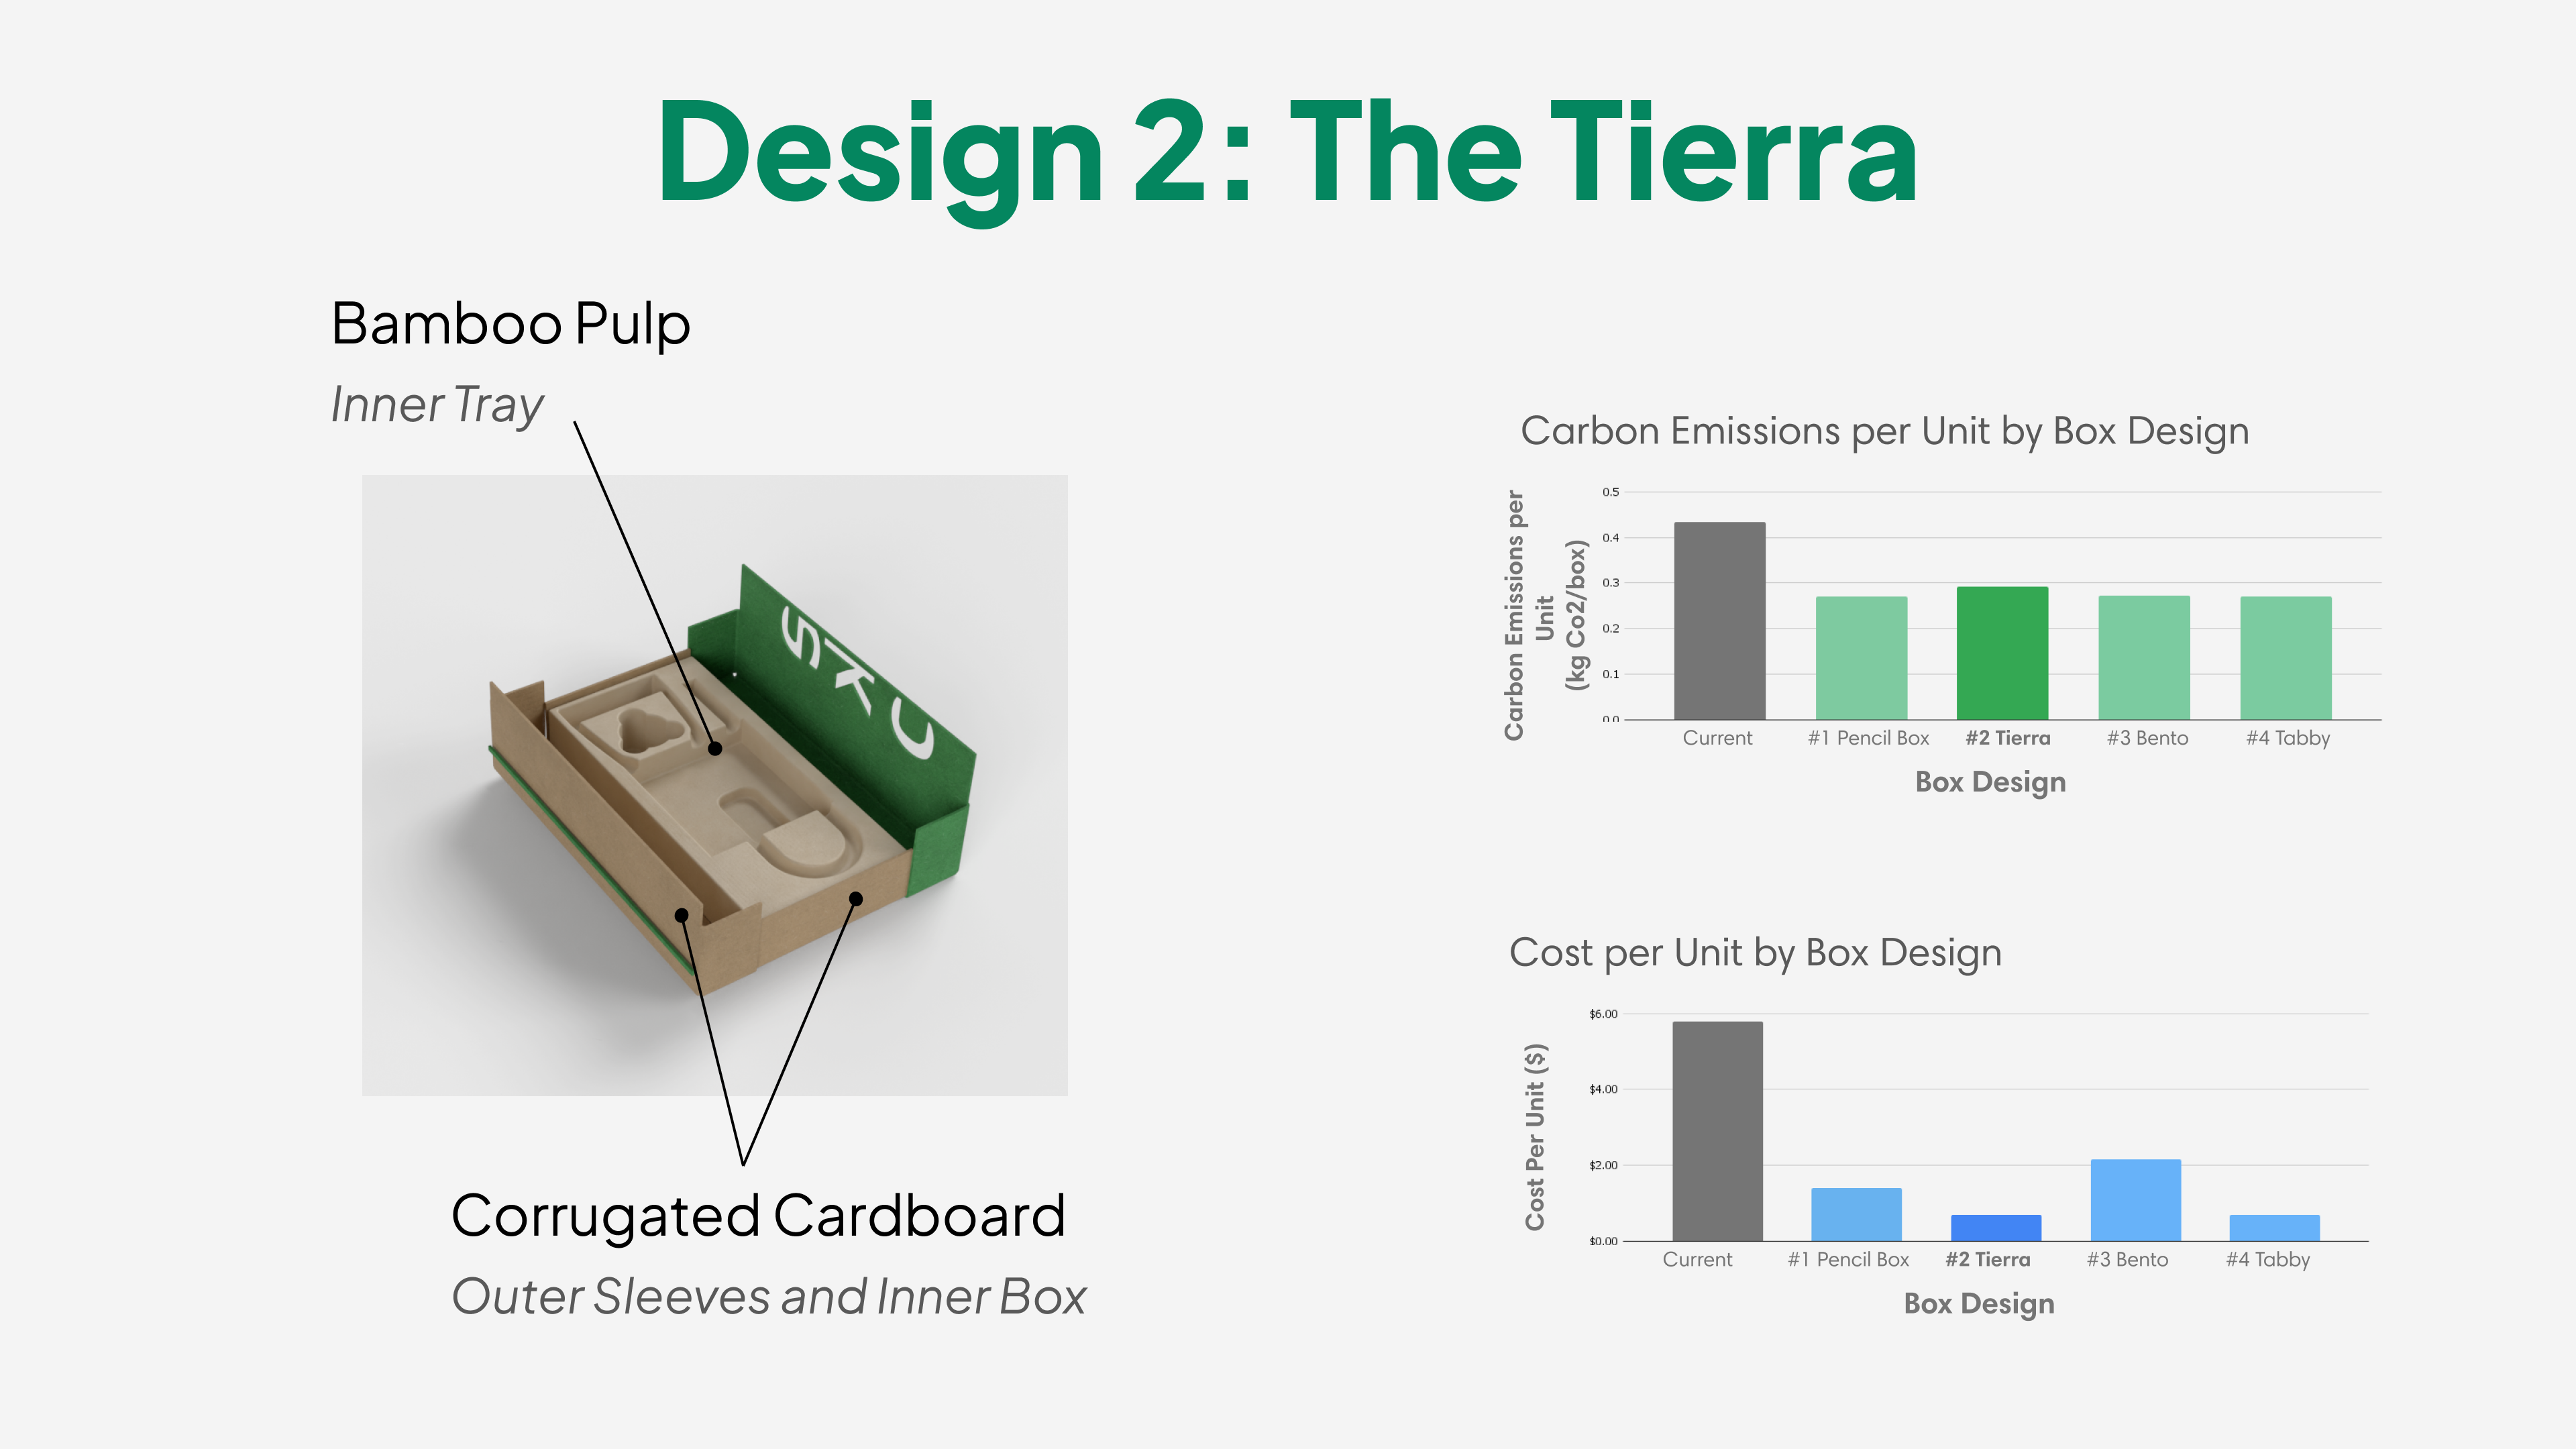 Design 2: The Tierra
Bamboo Pulp
Inner Tray
SKU
Corrugated Cardboard
Outer Sleeves and Inner Box
Carbon Emissions per Unit by Box Design
Carbon Emissions per
Unit
(kg Co2/box)
0.5
0.4
0.3
0.2
0.1
0.0
Current #1 Pencil Box #2 Tierra #3 Bento #4 Tabby
Box Design
Cost per Unit by Box Design
Cost Per Unit ($)
$6.00
$4.00
$2.00
$0.00
Current #1 Pencil Box #2 Tierra #3 Bento #4 Tabby
Box Design